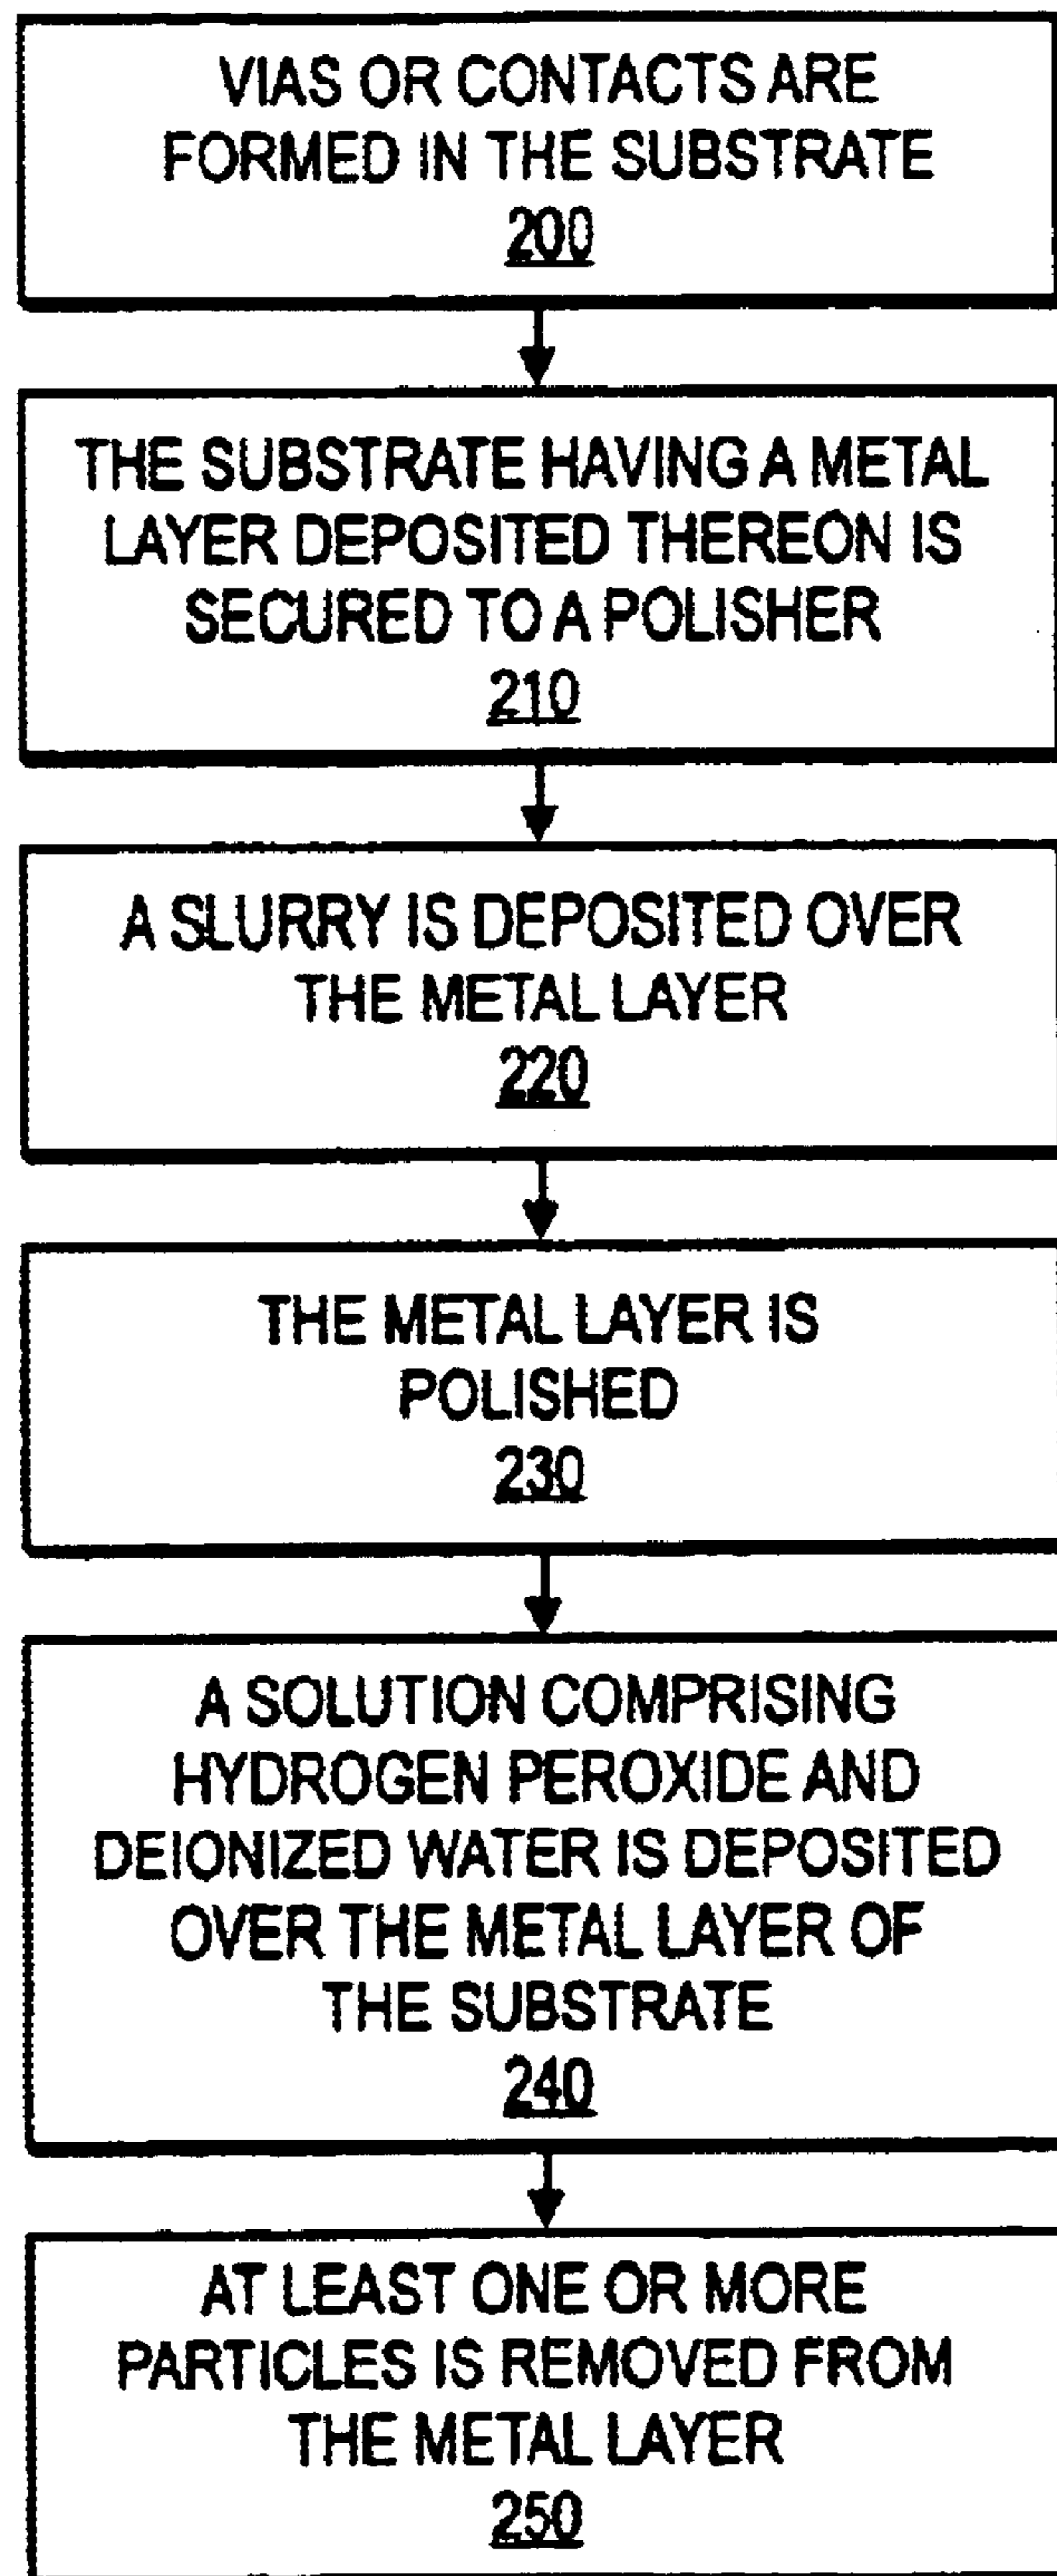 VIAS OR CONTACTS ARE
FORMED IN THE SUBSTRATE
200
THE SUBSTRATE HAVING A METAL
LAYER DEPOSITED THEREON IS
SECURED TO A POLISHER
210
A SLURRY IS DEPOSITED OVER
THE METAL LAYER
220
THE METAL LAYER IS
POLISHED
230
A SOLUTION COMPRISING
HYDROGEN PEROXIDE AND
DEIONIZED WATER IS DEPOSITED
OVER THE METAL LAYER OF
THE SUBSTRATE
240
AT LEAST ONE OR MORE
PARTICLES IS REMOVED FROM
THE METAL LAYER
250